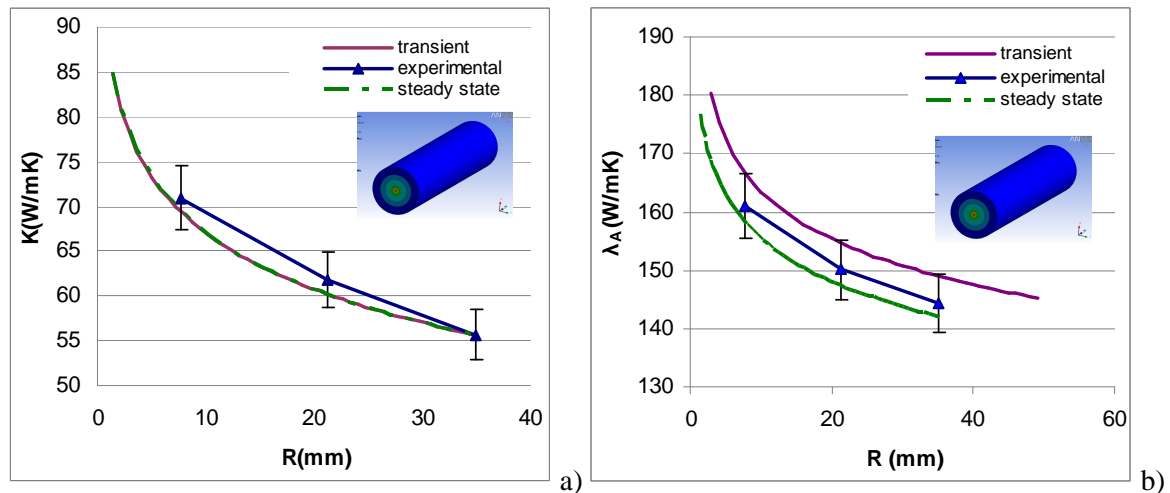 90
85
80
75
70
65
60
55
50
K(W/mK)
0 10 20 30 40
R(mm)
transient
experimental
steady state
a)
190
180
170
160
150
140
130
λA (W/mK)
0 20 40 60
R (mm)
transient
experimental
steady state
b)